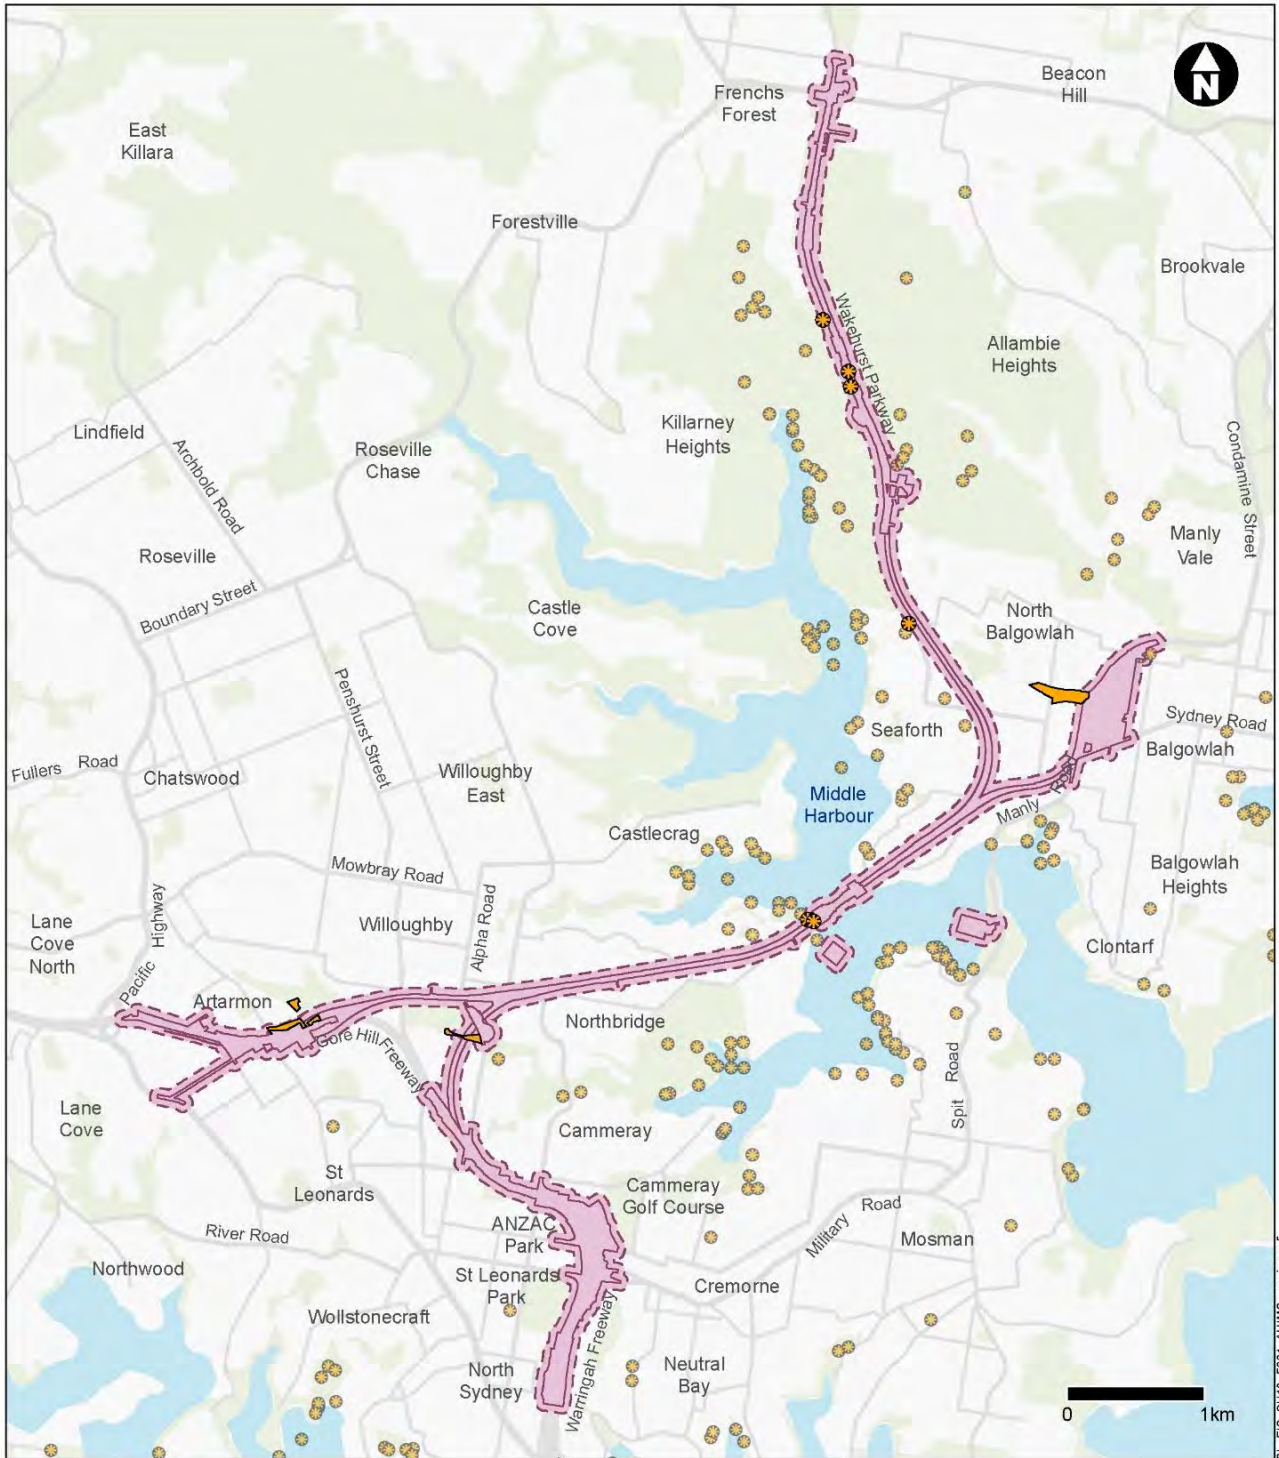 N
Beacon
Hill
Frenchs
Forest
East
Killara
Forestville
Brookvale
Wakehurst Parkway
Allambie
Heights
Killarney
Heights
Lindfield
Archbold Road
Roseville
Chase
Condamine Street
Manly
Vale
Roseville
Boundary Street
Castle
Cove
North
Balgowlah
Penshurst Street
Seaforth
Sydney Road
Balgowlah
Fullers Road
Chatswood
Willoughby
East
Middle
Harbour
Manly Road
Castlecrag
Mowbray Road
Balgowlah
Heights
Lane
Cove
North
Pacific Highway
Willoughby
Alpha Road
Clontarf
Artarmon
Northbridge
Gore Hill Freeway
Spit Road
Lane
Cove
Cammeray
St
Leonards
Cammeray
Golf Course
Military Road
River Road
ANZAC
Park
Mosman
Northwood
St Leonards
Park
Cremorne
Wollstonecraft
Warringah Freeway
North
Sydney
Neutral
Bay
0 1km